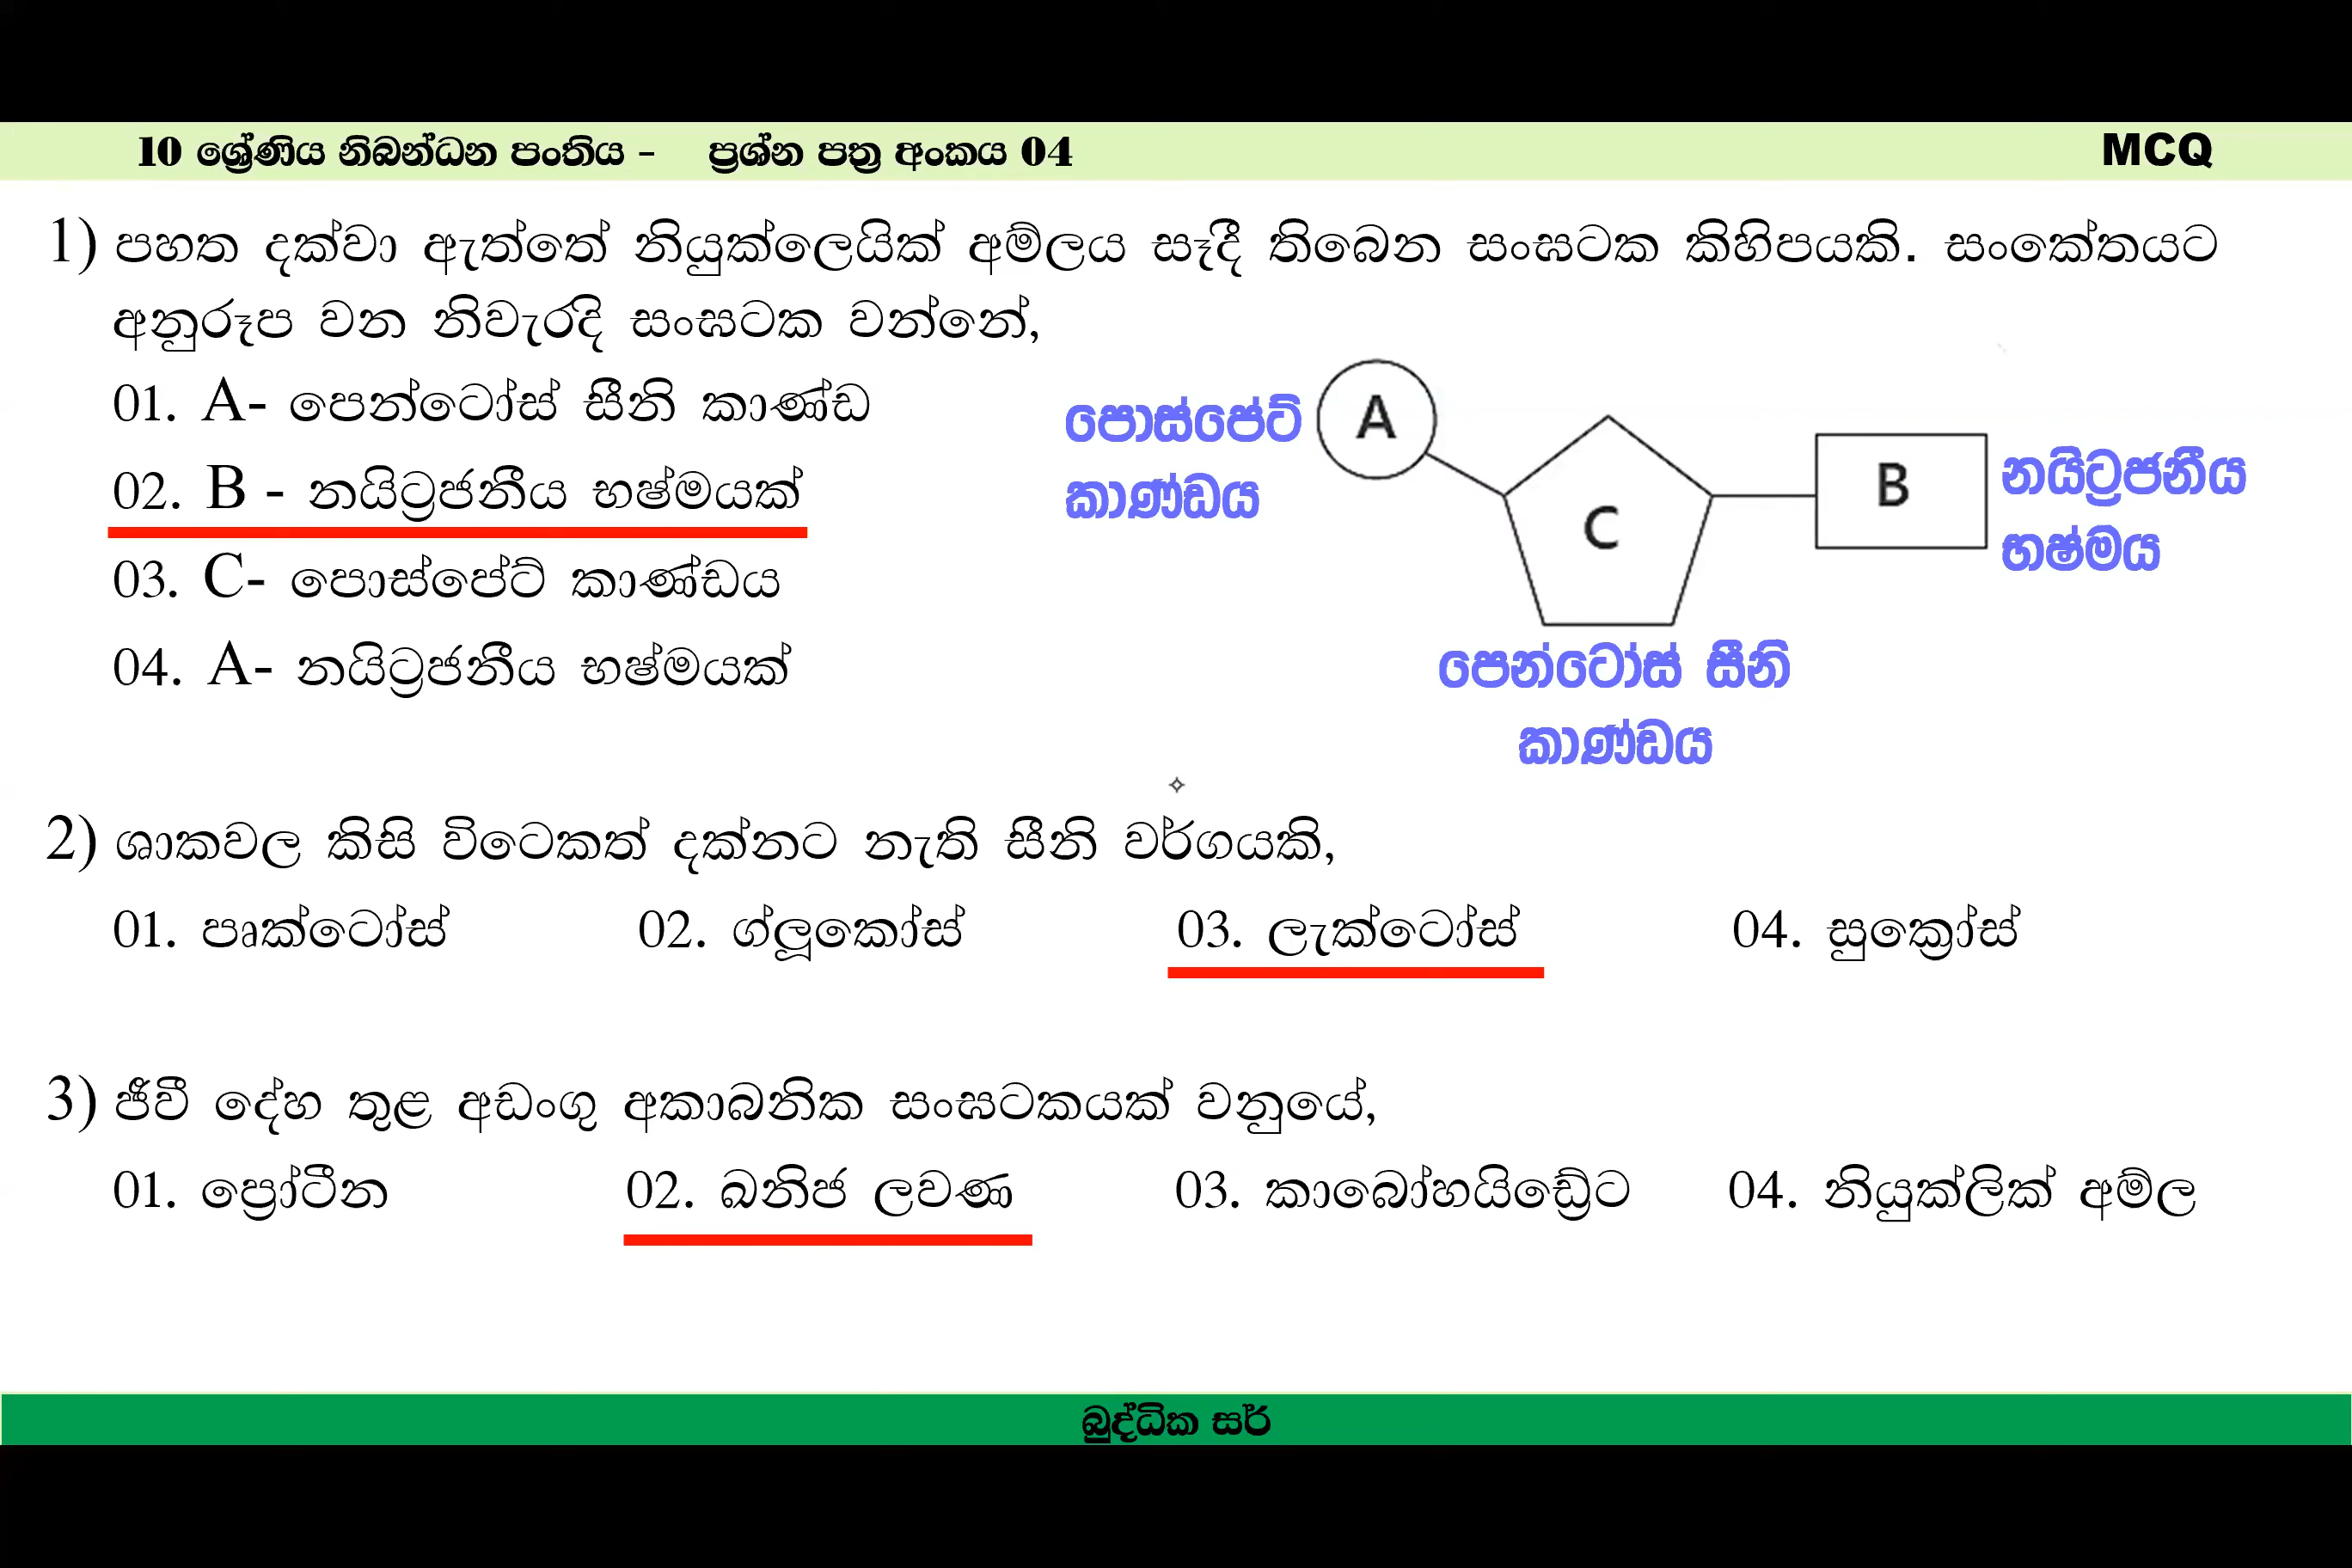 10 ශ්‍රේණිය නිබන්ධන පංතිය -    ප්‍රශ්න පත්‍ර අංකය 04    MCQ
1) පහත දක්වා ඇත්තේ නියුක්ලෙයික් අම්ලය සෑදී තිබෙන සංඝටක කිහිපයකි. සංකේතයට
අනුරූප වන නිවැරදි සංඝටක වන්නේ,
01. A- පෙන්ටෝස් සීනි කාණ්ඩ
02. B - නයිට්‍රජනීය භෂ්මයක්
03. C- පොස්පේට් කාණ්ඩය
04. A- නයිට්‍රජනීය භෂ්මයක්
පොස්පේට්
කාණ්ඩය
A
C
B
නයිට්‍රජනීය
භෂ්මය
පෙන්ටෝස් සීනි
කාණ්ඩය
2) ශාකවල කිසි විටෙකත් දක්නට නැති සීනි වර්ගයකි,
01. පෘක්ටෝස්    02. ග්ලූකෝස්    03. ලැක්ටෝස්    04. සුක්‍රෝස්
3) ජීවී දේහ තුළ අඩංගු අකාබනික සංඝටකයක් වනුයේ,
01. ප්‍රෝටීන    02. ඛනිජ ලවණ    03. කාබෝහයිඩ්‍රේට    04. නියුක්ලික් අම්ල
බුද්ධික සර්